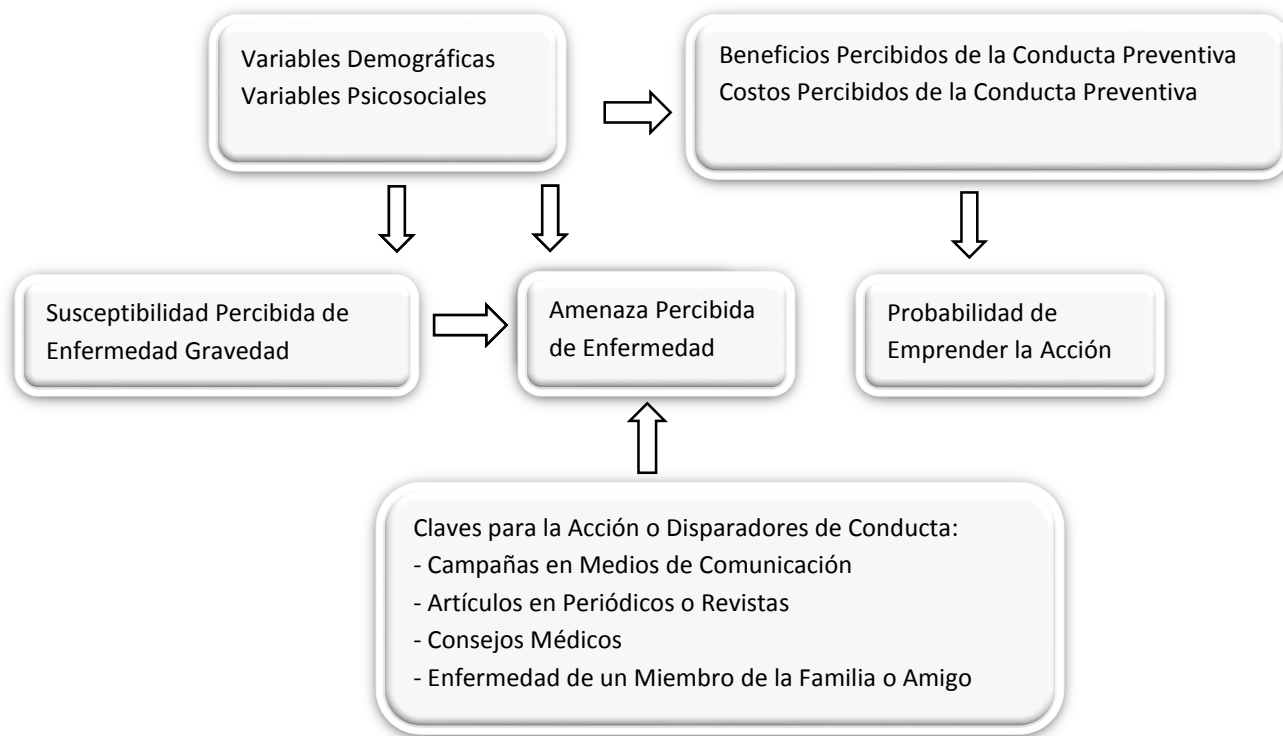 Variables Demográficas
Variables Psicosociales
Beneficios Percibidos de la Conducta Preventiva
Costos Percibidos de la Conducta Preventiva
Susceptibilidad Percibida de
Enfermedad Gravedad
Amenaza Percibida
de Enfermedad
Probabilidad de
Emprender la Acción
Claves para la Acción o Disparadores de Conducta:
- Campañas en Medios de Comunicación
- Artículos en Periódicos o Revistas
- Consejos Médicos
- Enfermedad de un Miembro de la Familia o Amigo